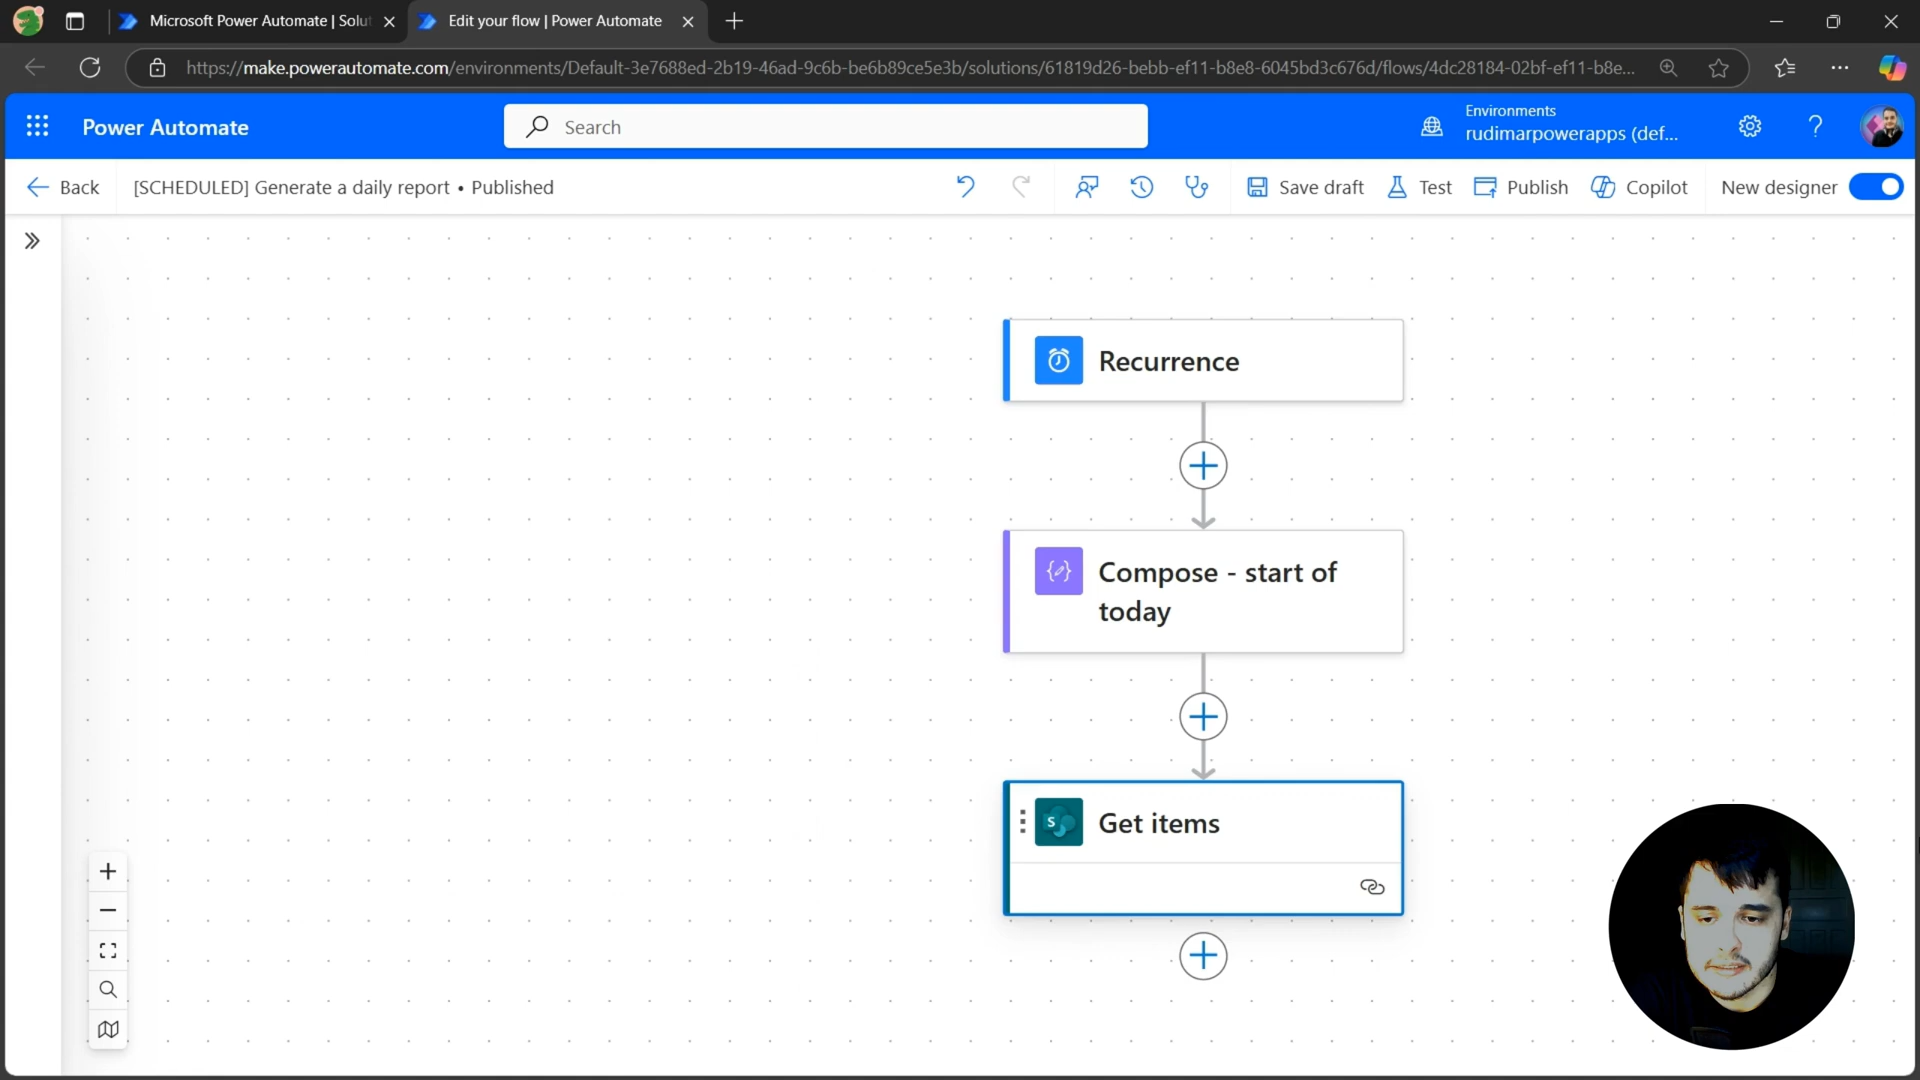 Microsoft Power Automate | Solut
Edit your flow | Power Automate
https://make.powerautomate.com/environments/Default-3e7688ed-2b19-46ad-9c6b-be6b89ce5e3b/solutions/61819d26-bebb-ef11-b8e8-6045bd3c676d/flows/4dc28184-02bf-ef11-b8e...
Power Automate
Search
Environments
rudimarpowerapps (def...
Back
[SCHEDULED] Generate a daily report • Published
Save draft
Test
Publish
Copilot
New designer
Recurrence
Compose - start of
today
Get items